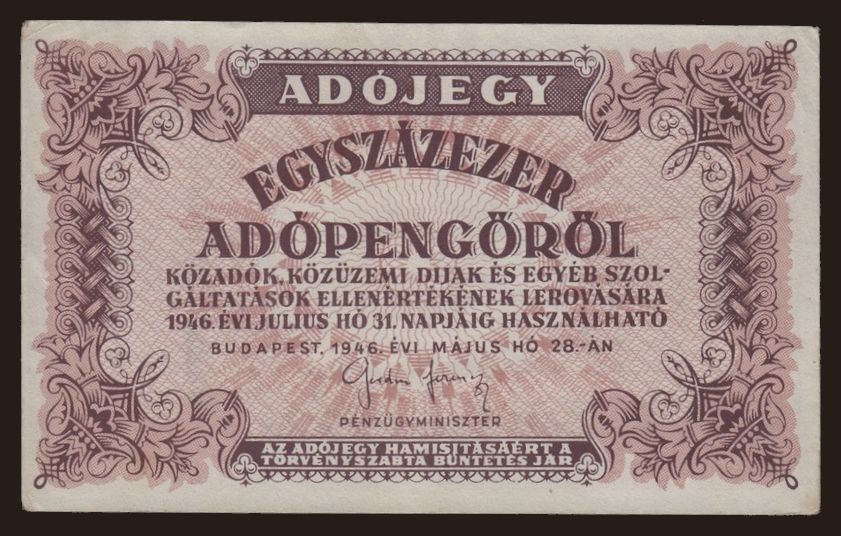 ADÓJEGY
EGYSZÁZEZER
ADÓPENGŐRŐL
KÖZADÓK, KÖZÜZEMI DIJAK ÉS EGYÉB SZOL-
GÁLTATÁSOK ELLENÉRTÉKÉNEK LEROVÁSÁRA
1946. ÉVI JULIUS HÓ 31. NAPJÁIG HASZNÁLHATÓ
BUDAPEST, 1946. ÉVI MÁJUS HÓ 28.-ÁN
PÉNZÜGYMINISZTER
AZ ADÓJEGY HAMISITÁSÁÉRT A
TÖRVÉNYSZABTA BÜNTETÉS JÁR